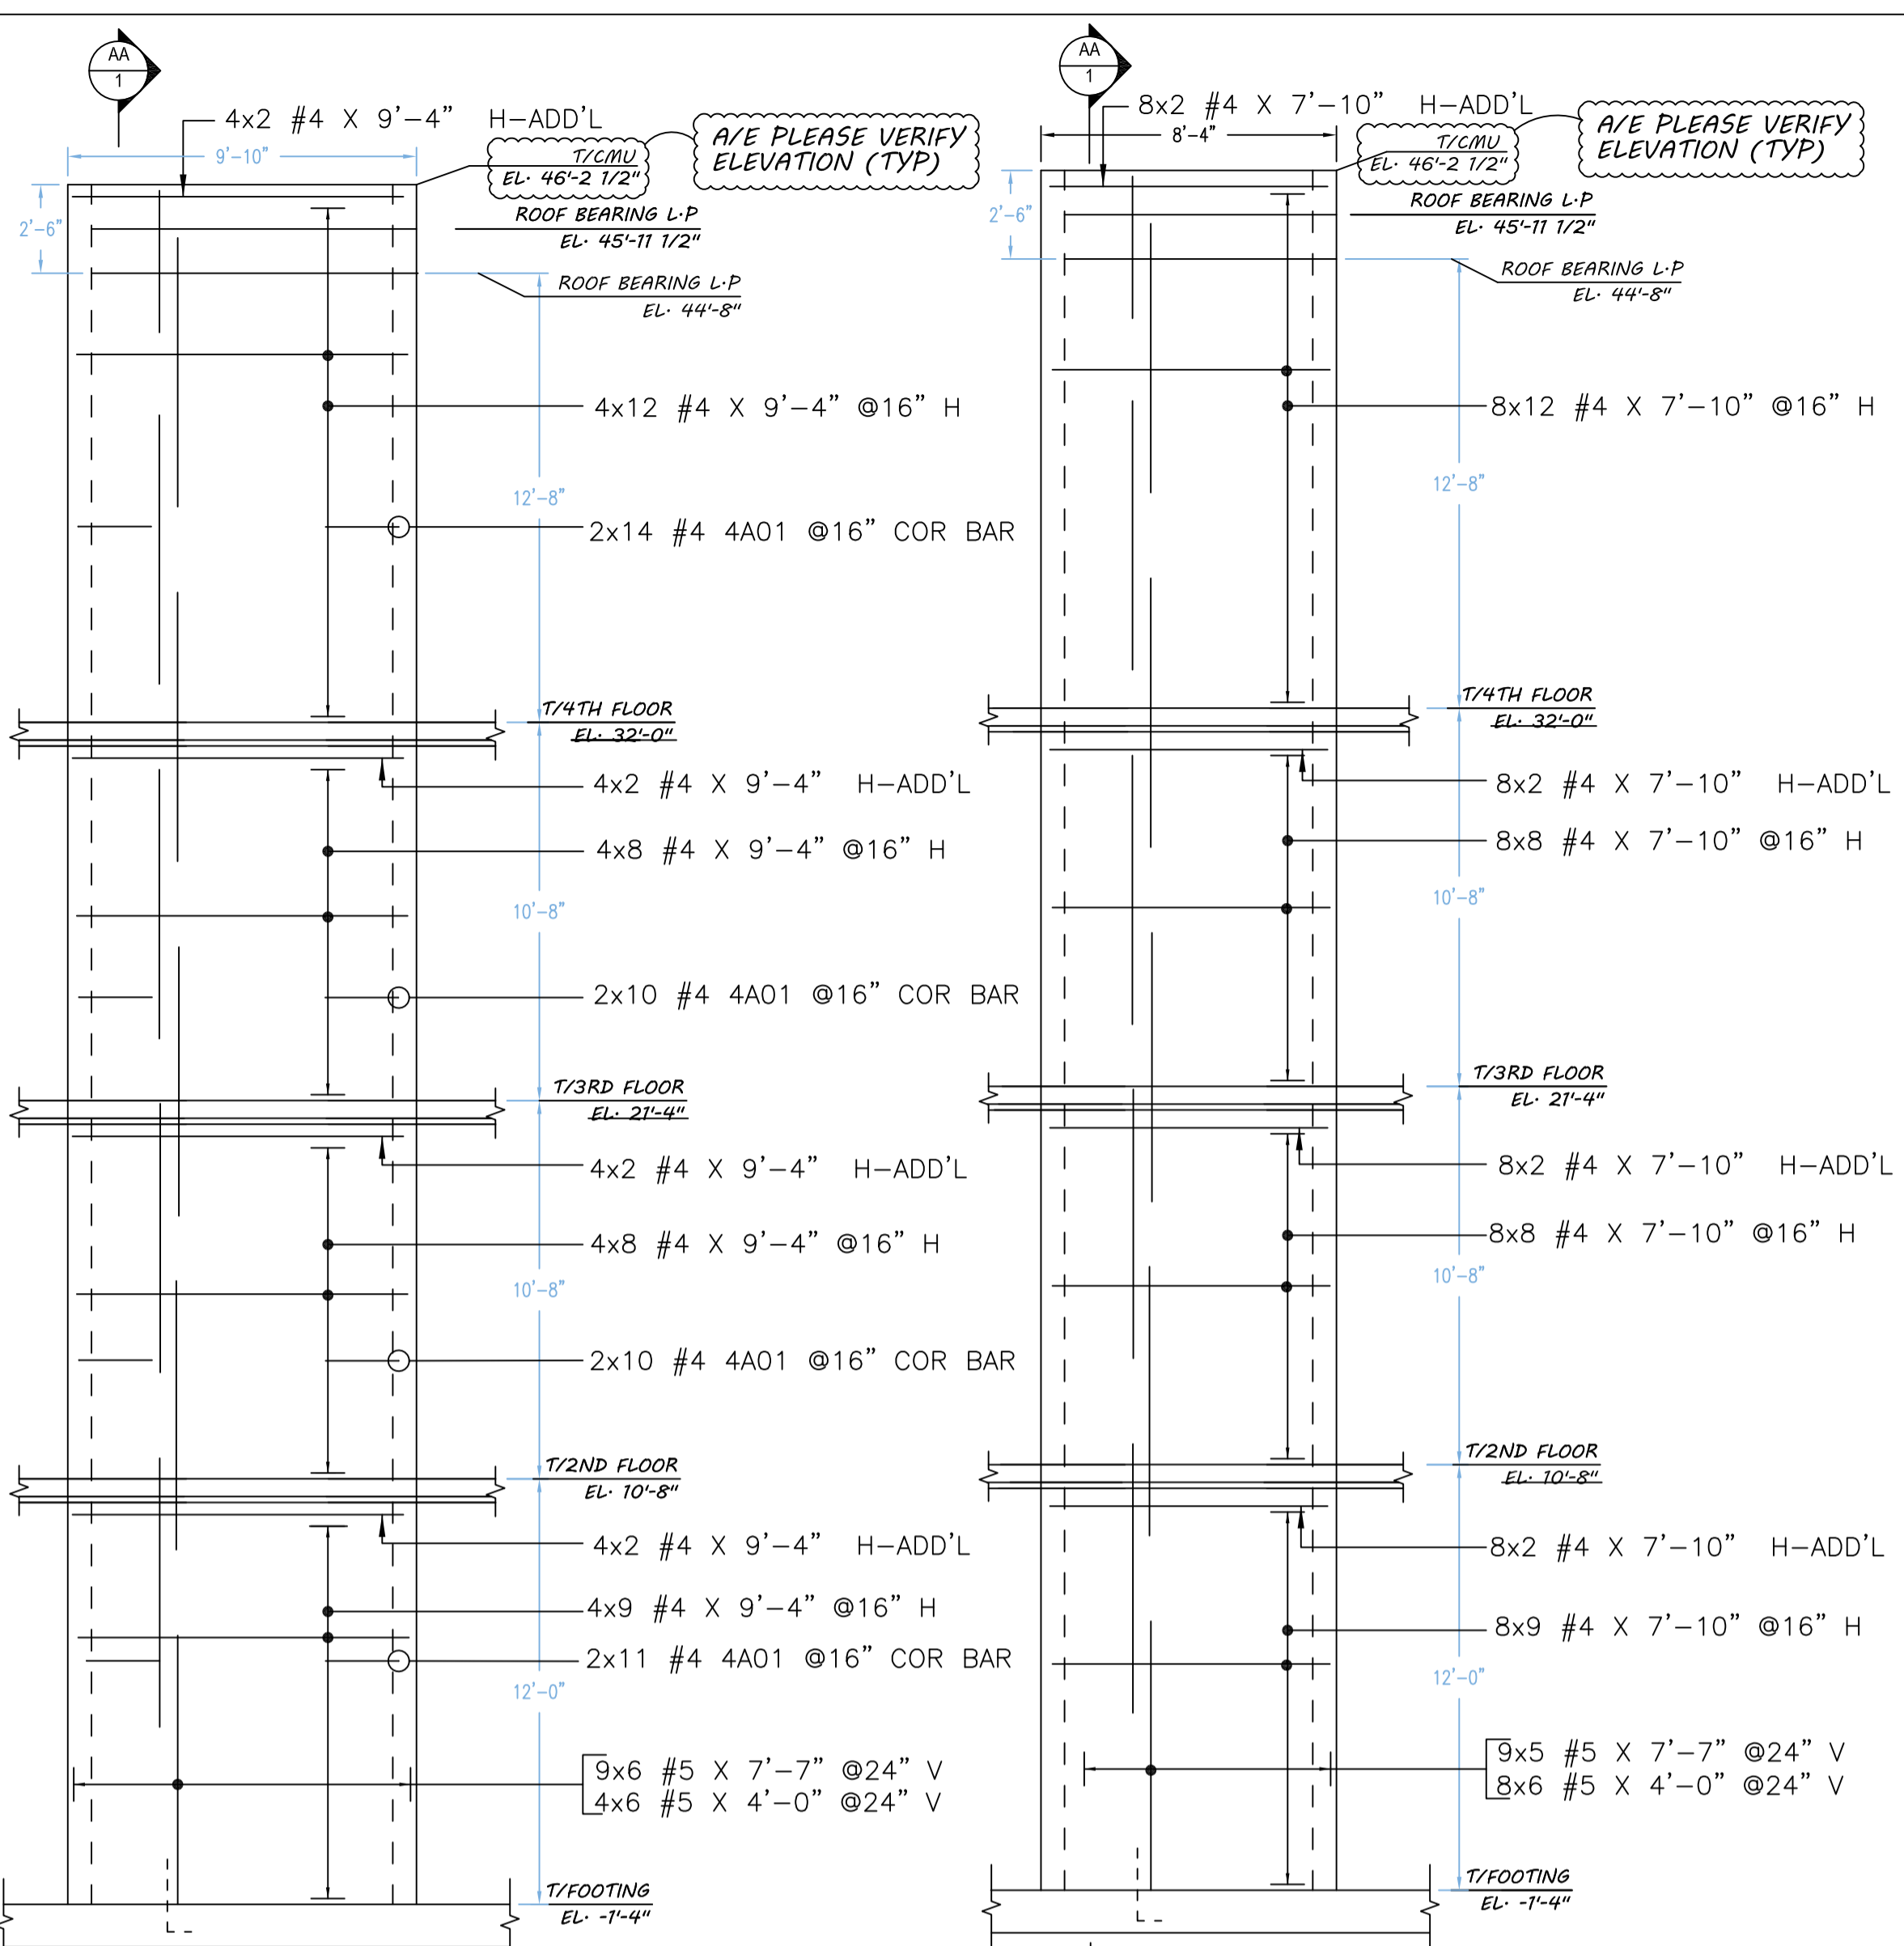 AA
1
4x2 #4 X 9'-4" H-ADD'L
9'-10"
T/CMU
EL. 46'-2 1/2"
A/E PLEASE VERIFY
ELEVATION (TYP)
2'-6"
ROOF BEARING L.P
EL. 45'-11 1/2"
ROOF BEARING L.P
EL. 44'-8"
4x12 #4 X 9'-4" @16" H
12'-8"
2x14 #4 4A01 @16" COR BAR
T/4TH FLOOR
EL. 32'-0"
4x2 #4 X 9'-4" H-ADD'L
4x8 #4 X 9'-4" @16" H
10'-8"
2x10 #4 4A01 @16" COR BAR
T/3RD FLOOR
EL. 21'-4"
4x2 #4 X 9'-4" H-ADD'L
4x8 #4 X 9'-4" @16" H
10'-8"
2x10 #4 4A01 @16" COR BAR
T/2ND FLOOR
EL. 10'-8"
4x2 #4 X 9'-4" H-ADD'L
4x9 #4 X 9'-4" @16" H
2x11 #4 4A01 @16" COR BAR
12'-0"
9x6 #5 X 7'-7" @24" V
4x6 #5 X 4'-0" @24" V
T/FOOTING
EL. -1'-4"
AA
1
8x2 #4 X 7'-10" H-ADD'L
8'-4"
T/CMU
EL. 46'-2 1/2"
A/E PLEASE VERIFY
ELEVATION (TYP)
2'-6"
ROOF BEARING L.P
EL. 45'-11 1/2"
ROOF BEARING L.P
EL. 44'-8"
8x12 #4 X 7'-10" @16" H
12'-8"
T/4TH FLOOR
EL. 32'-0"
8x2 #4 X 7'-10" H-ADD'L
8x8 #4 X 7'-10" @16" H
10'-8"
T/3RD FLOOR
EL. 21'-4"
8x2 #4 X 7'-10" H-ADD'L
8x8 #4 X 7'-10" @16" H
10'-8"
T/2ND FLOOR
EL. 10'-8"
8x2 #4 X 7'-10" H-ADD'L
8x9 #4 X 7'-10" @16" H
12'-0"
9x5 #5 X 7'-7" @24" V
8x6 #5 X 4'-0" @24" V
T/FOOTING
EL. -1'-4"